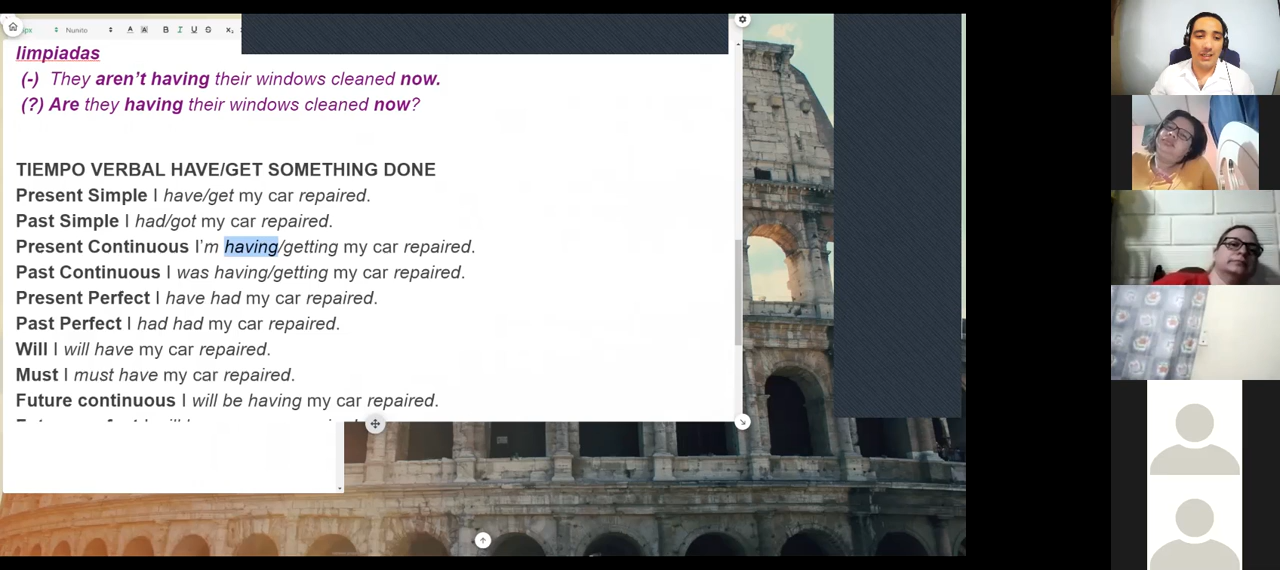 Nunito
B I U S X₂
limpiadas
(-) They aren't having their windows cleaned now.
(?) Are they having their windows cleaned now?
TIEMPO VERBAL HAVE/GET SOMETHING DONE
Present Simple I have/get my car repaired.
Past Simple I had/got my car repaired.
Present Continuous I'm having/getting my car repaired.
Past Continuous I was having/getting my car repaired.
Present Perfect I have had my car repaired.
Past Perfect I had had my car repaired.
Will I will have my car repaired.
Must I must have my car repaired.
Future continuous I will be having my car repaired.